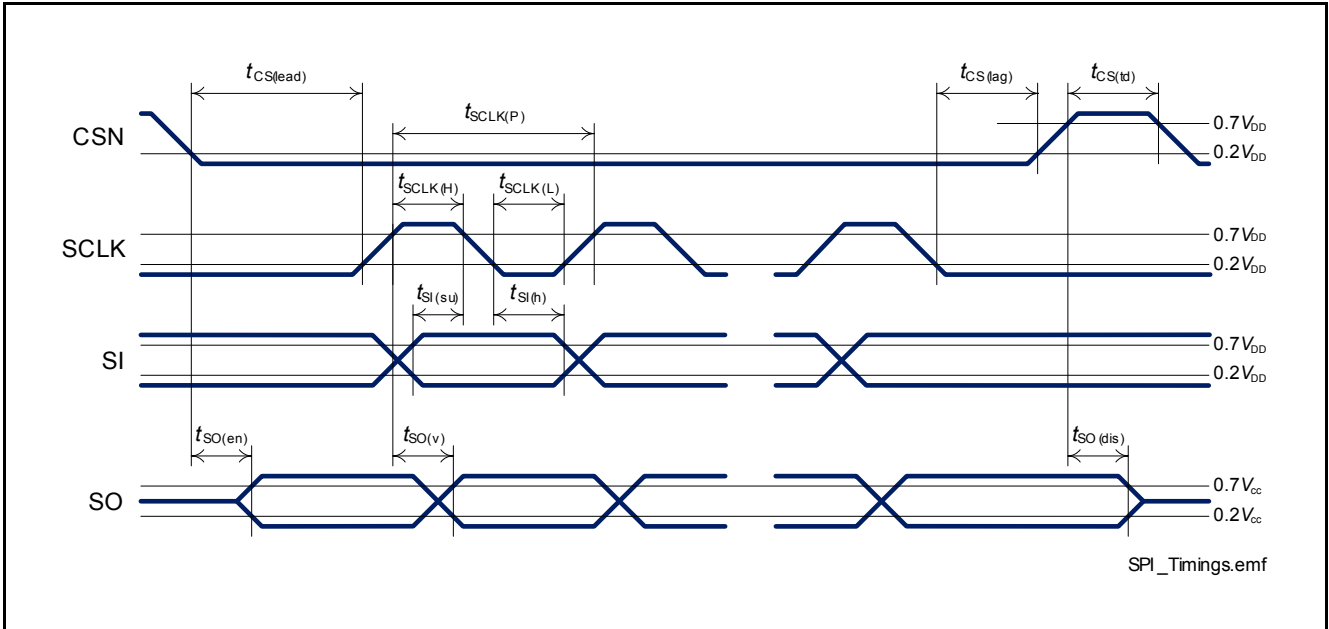 tCS(lead) tCS(lag) tCS(td)
tSCLK(P)
CSN 0.7VDD
0.2VDD
tSCLK(H) tSCLK(L)
SCLK 0.7VDD
0.2VDD
tSI(su) tSI(h)
SI 0.7VDD
0.2VDD
tSO(en) tSO(v) tSO(dis)
SO 0.7Vcc
0.2Vcc
SPI_Timings.emf